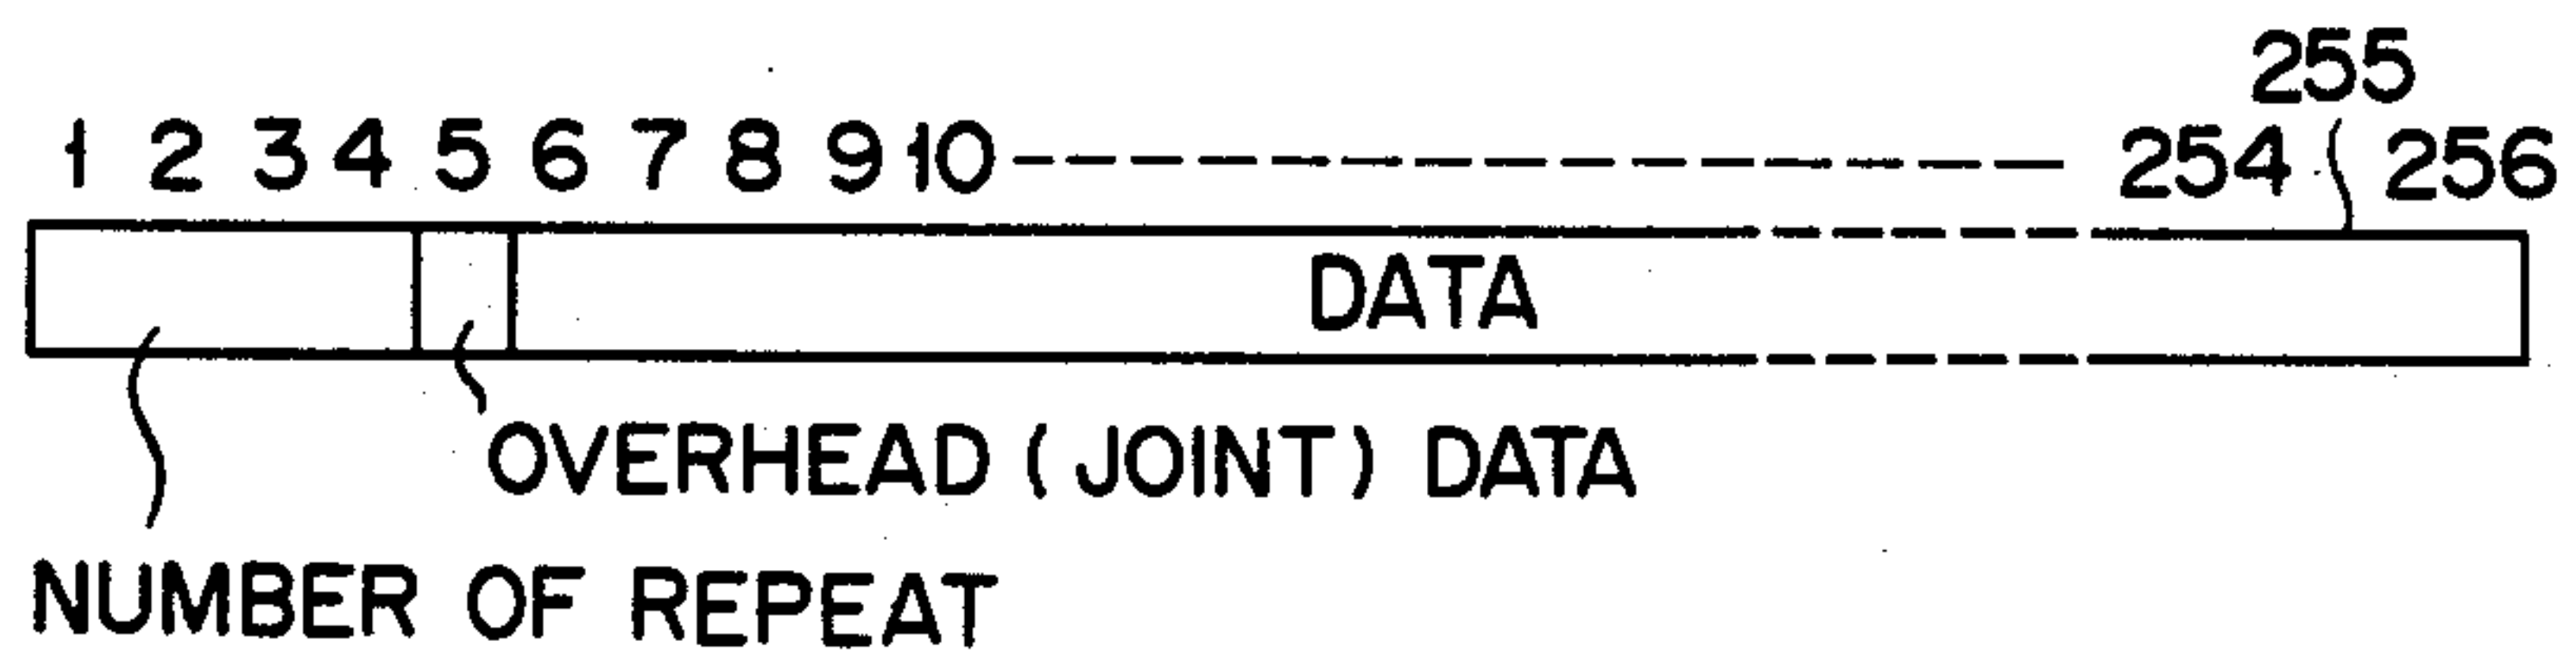 255
1 2 3 4 5 6 7 8 9 10 254 256
DATA
OVERHEAD (JOINT) DATA
NUMBER OF REPEAT